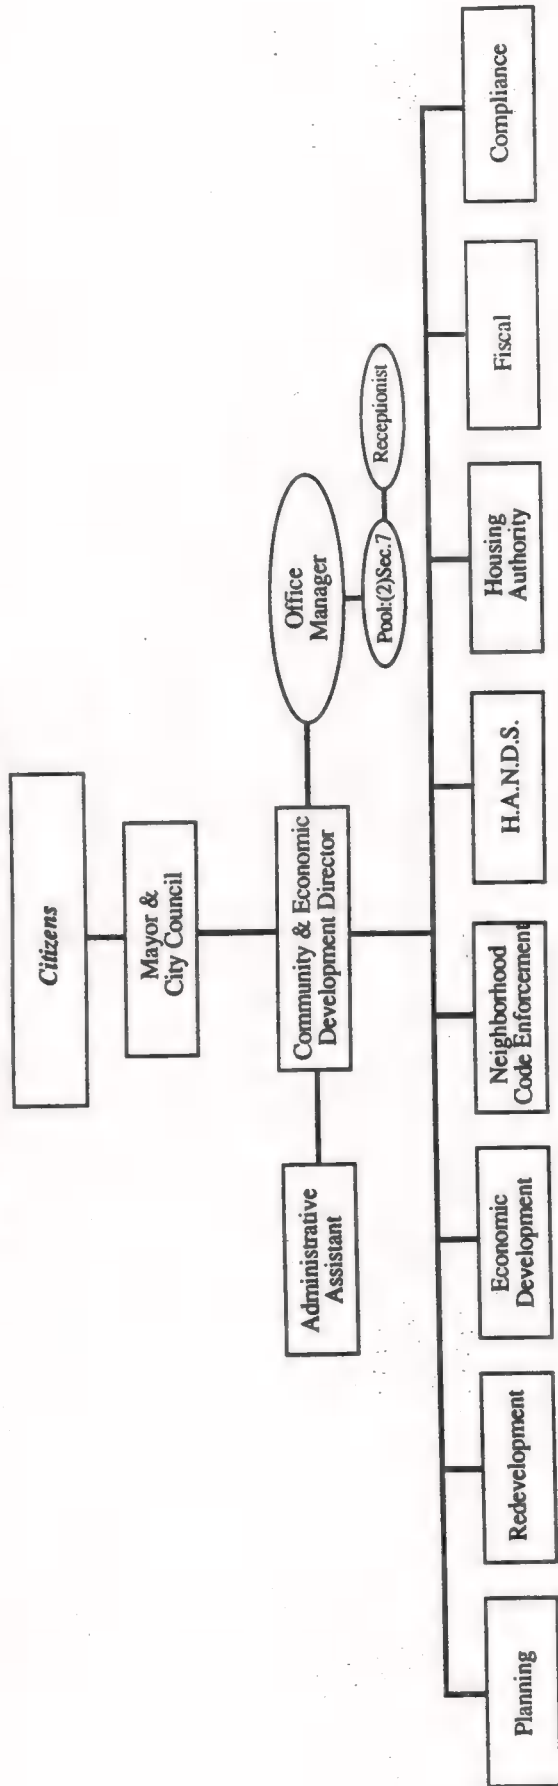 Citizens
Mayor &
City Council
Administrative
Assistant
Community & Economic
Development Director
Office
Manager
Pool:(2)Sec.7
Receptionist
Planning
Redevelopment
Economic
Development
Neighborhood
Code Enforcement
H.A.N.D.S.
Housing
Authority
Fiscal
Compliance